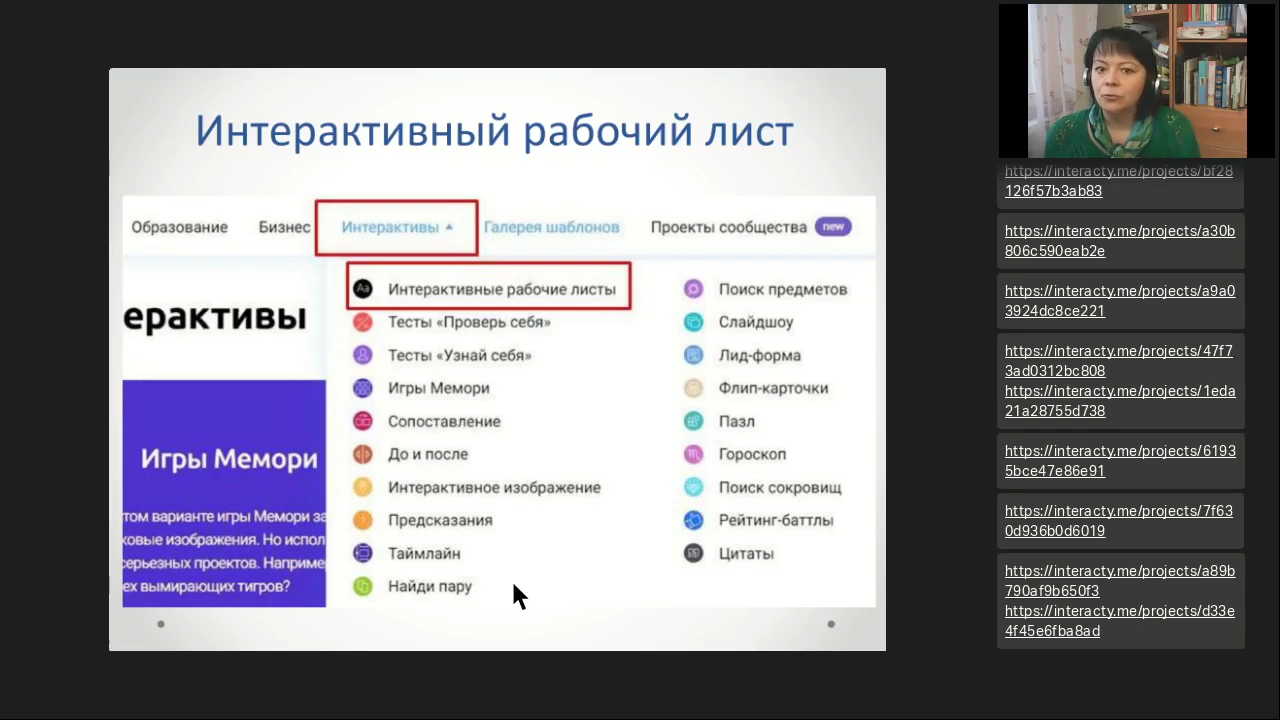 Интерактивный рабочий лист
Образование Бизнес Интерактивы Галерея шаблонов Проекты сообщества new
ерактивы
Игры Мемори
том варианте игры Мемори за
ковые изображения. Но испол
серьезных проектов. Наприме
ех вымирающих тигров?
Aa Интерактивные рабочие листы
Тесты «Проверь себя»
Тесты «Узнай себя»
Игры Мемори
Сопоставление
До и после
Интерактивное изображение
Предсказания
Таймлайн
Найди пару
Поиск предметов
Слайдшоу
Лид-форма
Флип-карточки
Пазл
Гороскоп
Поиск сокровищ
Рейтинг-баттлы
Цитаты
https://interacty.me/projects/bf28
126f57b3ab83
https://interacty.me/projects/a30b
806c590eab2e
https://interacty.me/projects/a9a0
3924dc8ce221
https://interacty.me/projects/47f7
3ad0312bc808
https://interacty.me/projects/1eda
21a28755d738
https://interacty.me/projects/6193
5bce47e86e91
https://interacty.me/projects/7f63
0d936b0d6019
https://interacty.me/projects/a89b
790af9b650f3
https://interacty.me/projects/d33e
4f45e6fba8ad